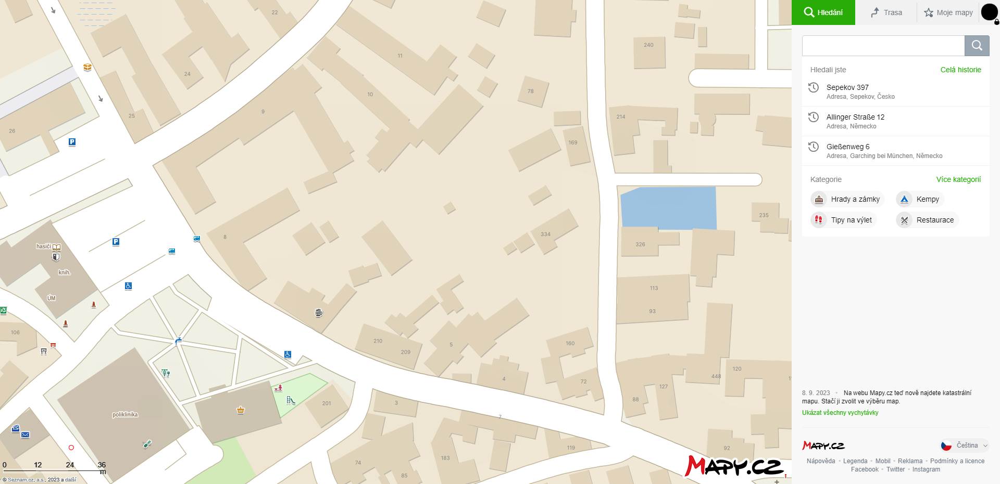 22
24
11
10
9
25
26
78
240
214
169
235
8
334
326
113
93
hasiči
knih.
ÚM
106
210
209
5
160
4
72
448
120
127
88
201
3
7
poliklinika
119
92
183
74
85
0 12 24 36
m
© Seznam.cz, a.s., 2023 a další
MAPY.CZ
Hledání
Trasa
Moje mapy
Hledali jste Celá historie
Sepekov 397
Adresa, Sepekov, Česko
Allinger Straße 12
Adresa, Německo
Gießenweg 6
Adresa, Garching bei München, Německo
Kategorie Více kategorií
Hrady a zámky Kempy
Tipy na výlet Restaurace
8. 9. 2023 • Na webu Mapy.cz teď nově najdete katastrální
mapu. Stačí ji zvolit ve výběru map.
Ukázat všechny vychytávky
MAPY.CZ
Čeština
Nápověda • Legenda • Mobil • Reklama • Podmínky a licence
Facebook • Twitter • Instagram